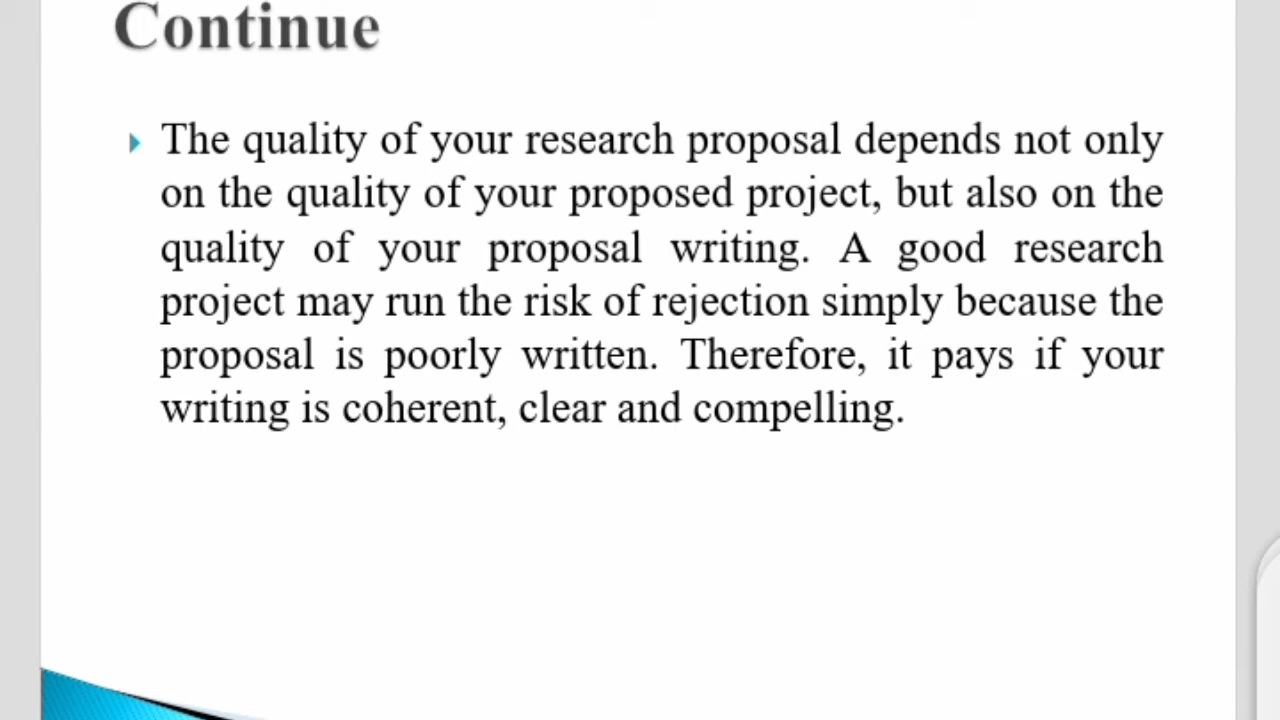 Continue
The quality of your research proposal depends not only
on the quality of your proposed project, but also on the
quality of your proposal writing. A good research
project may run the risk of rejection simply because the
proposal is poorly written. Therefore, it pays if your
writing is coherent, clear and compelling.